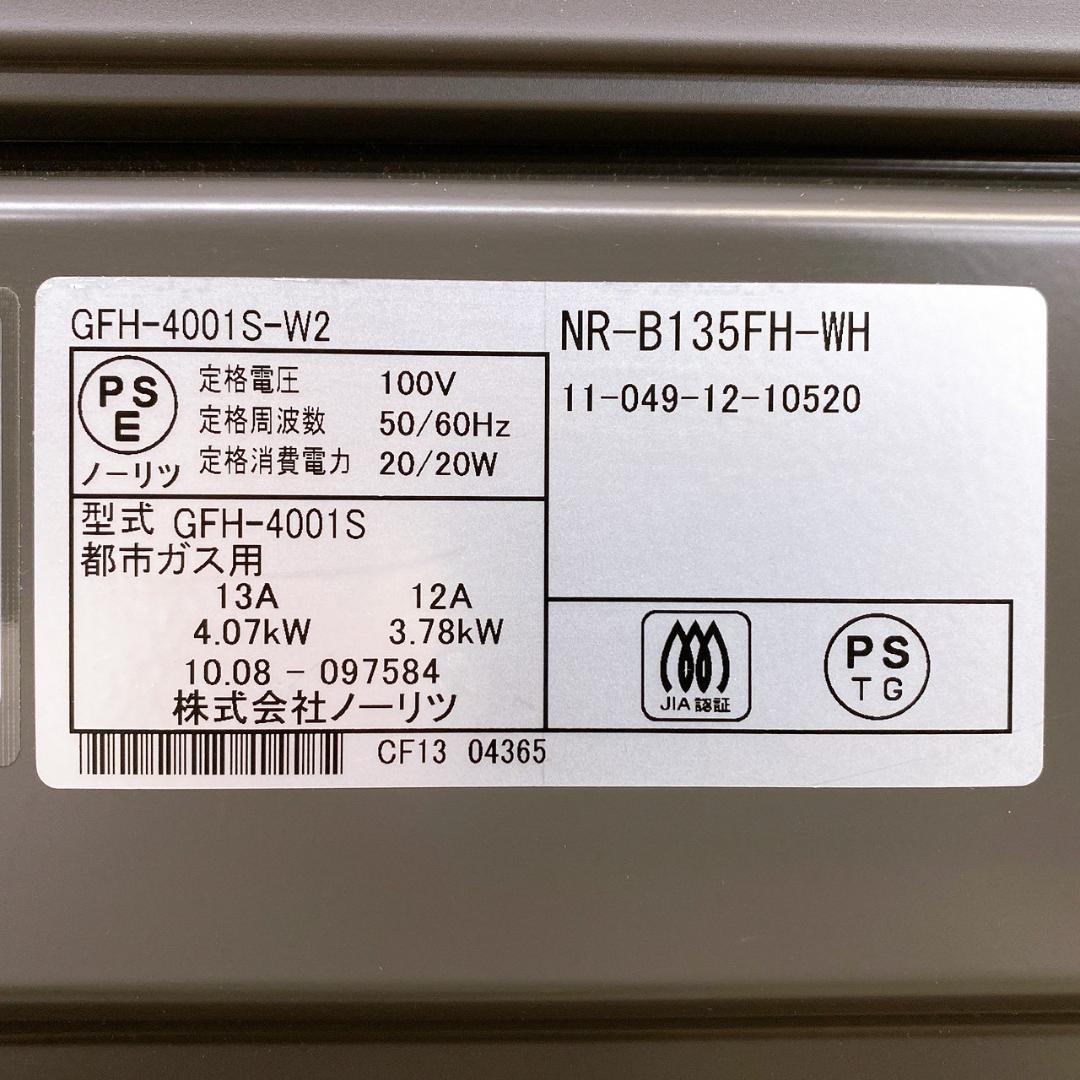 GFH-4001S-W2
PS
E
ノーリツ
定格電圧 100V
定格周波数 50/60Hz
定格消費電力 20/20W
型式 GFH-4001S
都市ガス用
13A 12A
4.07kW 3.78kW
10.08 - 097584
株式会社ノーリツ
CF13 04365
NR-B135FH-WH
11-049-12-10520
JIA 認証
PS
TG